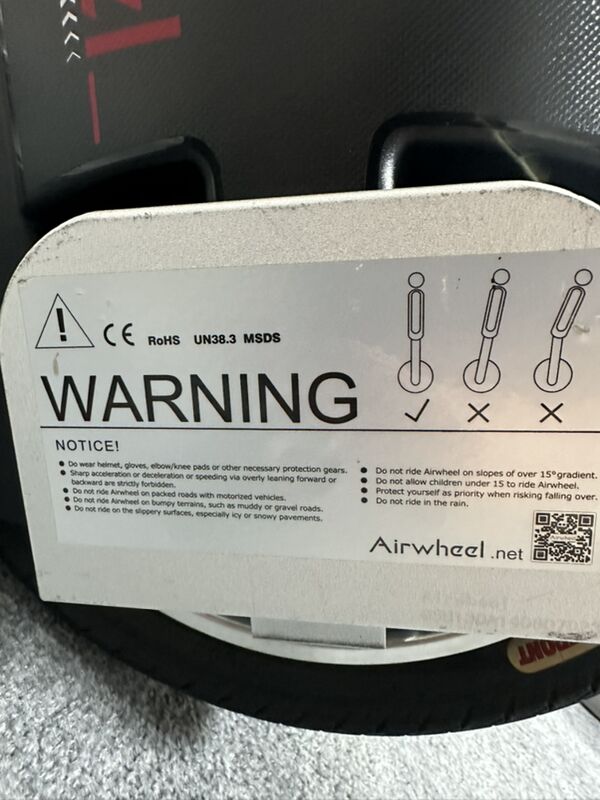 CE RoHS UN38.3 MSDS
WARNING
NOTICE!
● Do wear helmet, gloves, elbow/knee pads or other necessary protection gears.
● Sharp acceleration or deceleration or speeding via overly leaning forward or
backward are strictly forbidden.
● Do not ride Airwheel on packed roads with motorized vehicles.
● Do not ride Airwheel on bumpy terrains, such as muddy or gravel roads.
● Do not ride on the slippery surfaces, especially icy or snowy pavements.
● Do not ride Airwheel on slopes of over 15° gradient.
● Do not allow children under 15 to ride Airwheel.
● Protect yourself as priority when risking falling over.
● Do not ride in the rain.
Airwheel.net
Airwheel
FRONT